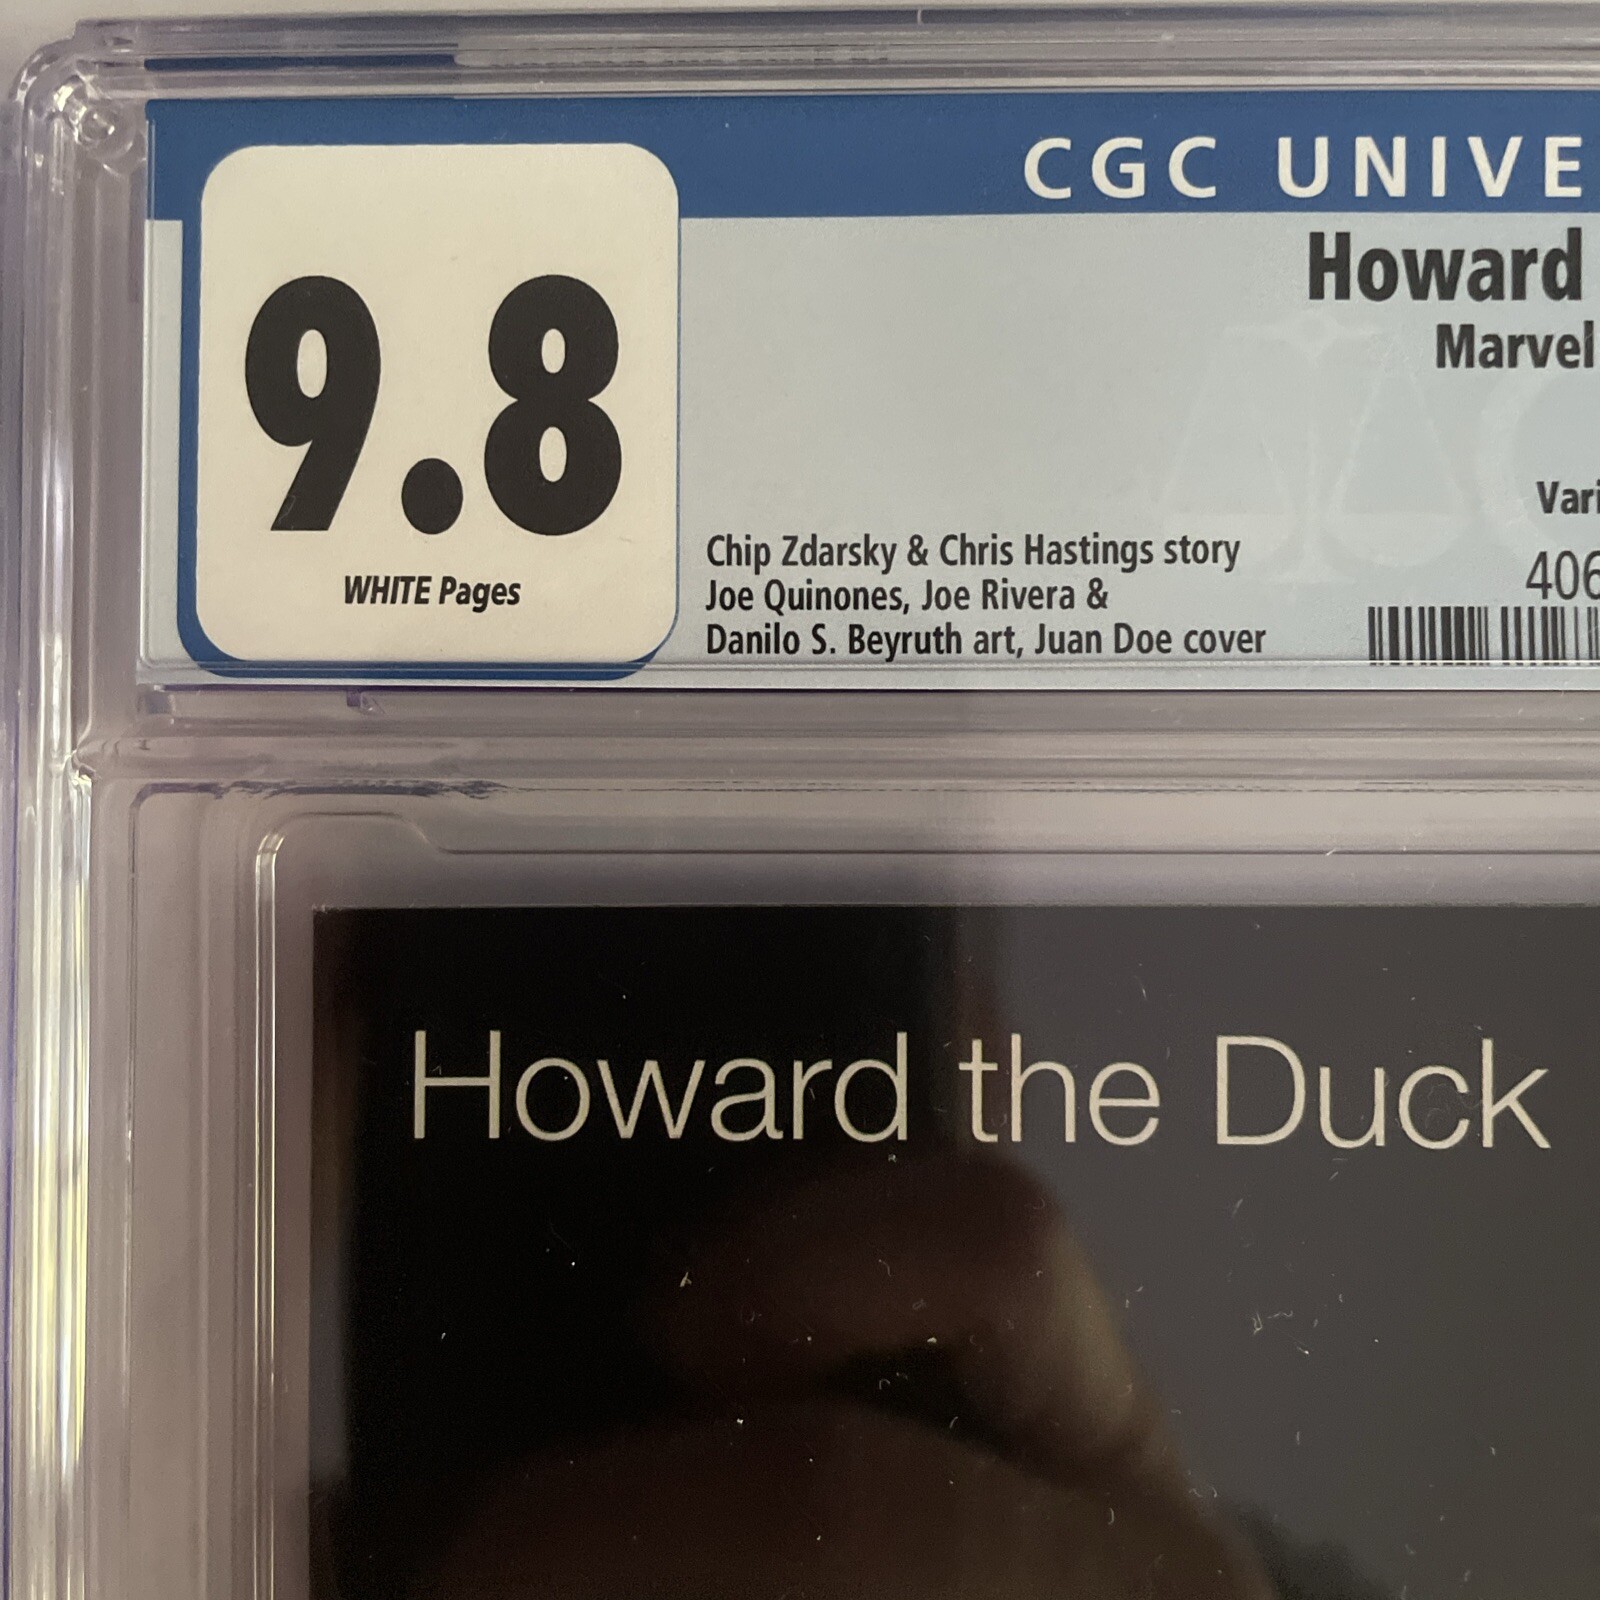 CGC UNIVE
9.8
WHITE Pages
Howard
Marvel
Vari
Chip Zdarsky & Chris Hastings story
Joe Quinones, Joe Rivera &
Danilo S. Beyruth art, Juan Doe cover
406
Howard the Duck